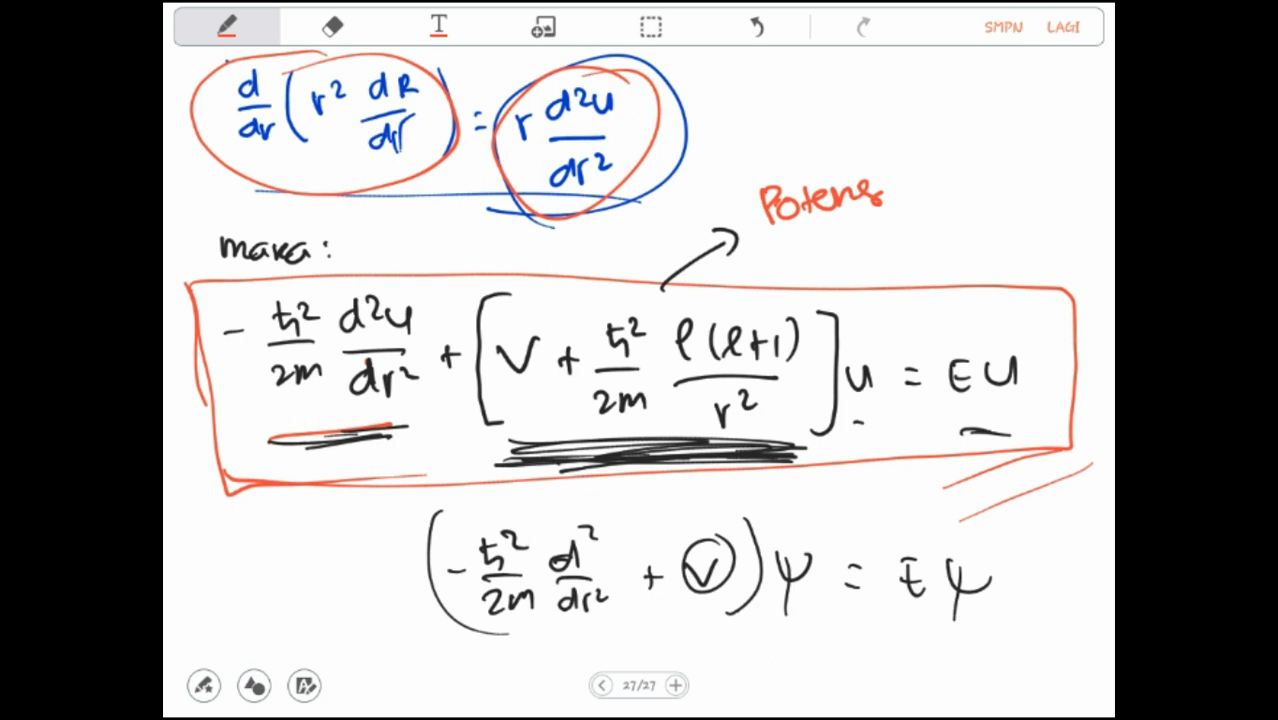 T SMPN LAGI
d/dr (r² dR/dr) = r d²u/dr²
Potens
maka:
- ħ²/2m d²u/dr² + [V + ħ²/2m ℓ(ℓ+1)/r²] u = E u
(- ħ²/2m d²/dr² + V) ψ = E ψ
27/27